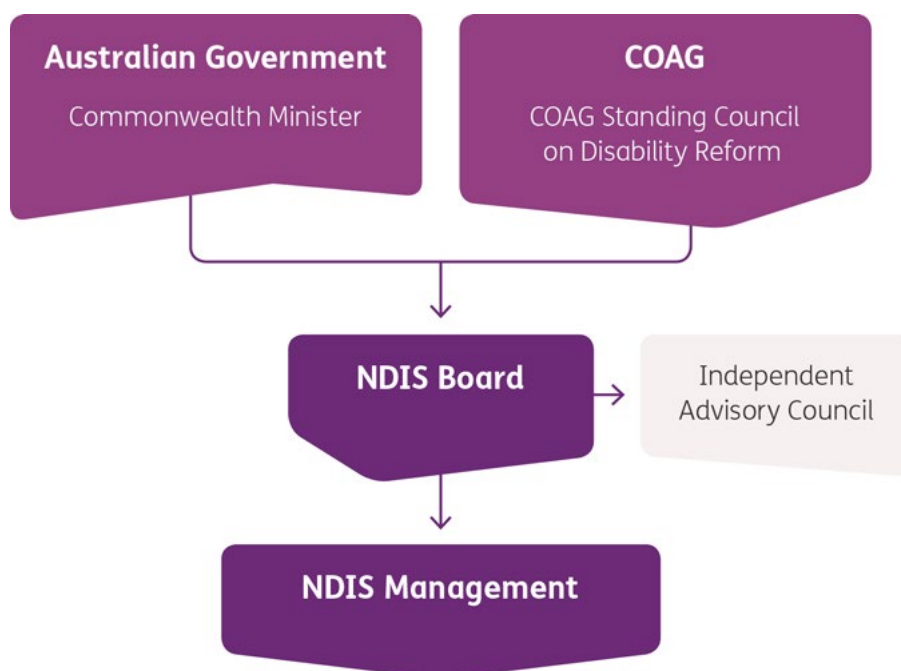 Australian Government
Commonwealth Minister
COAG
COAG Standing Council
on Disability Reform
NDIS Board
Independent
Advisory Council
NDIS Management